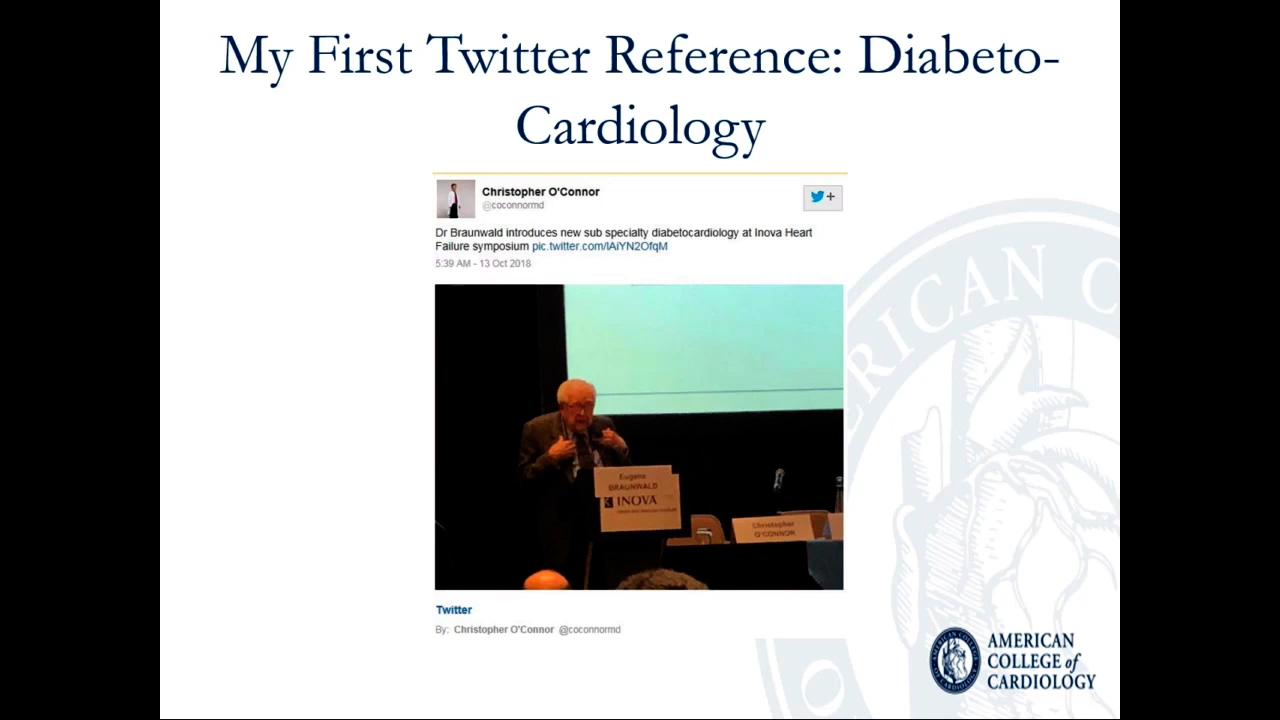 My First Twitter Reference: Diabeto-
Cardiology
Christopher O'Connor
@coconnormd
Dr Braunwald introduces new sub specialty diabetocardiology at Inova Heart
Failure symposium pic.twitter.com/lAiYN2OfqM
5:39 AM - 13 Oct 2018
Eugene
BRAUNWALD
INOVA
Christopher
O'CONNOR
Twitter
By: Christopher O'Connor @coconnormd
AMERICAN
COLLEGE of
CARDIOLOGY